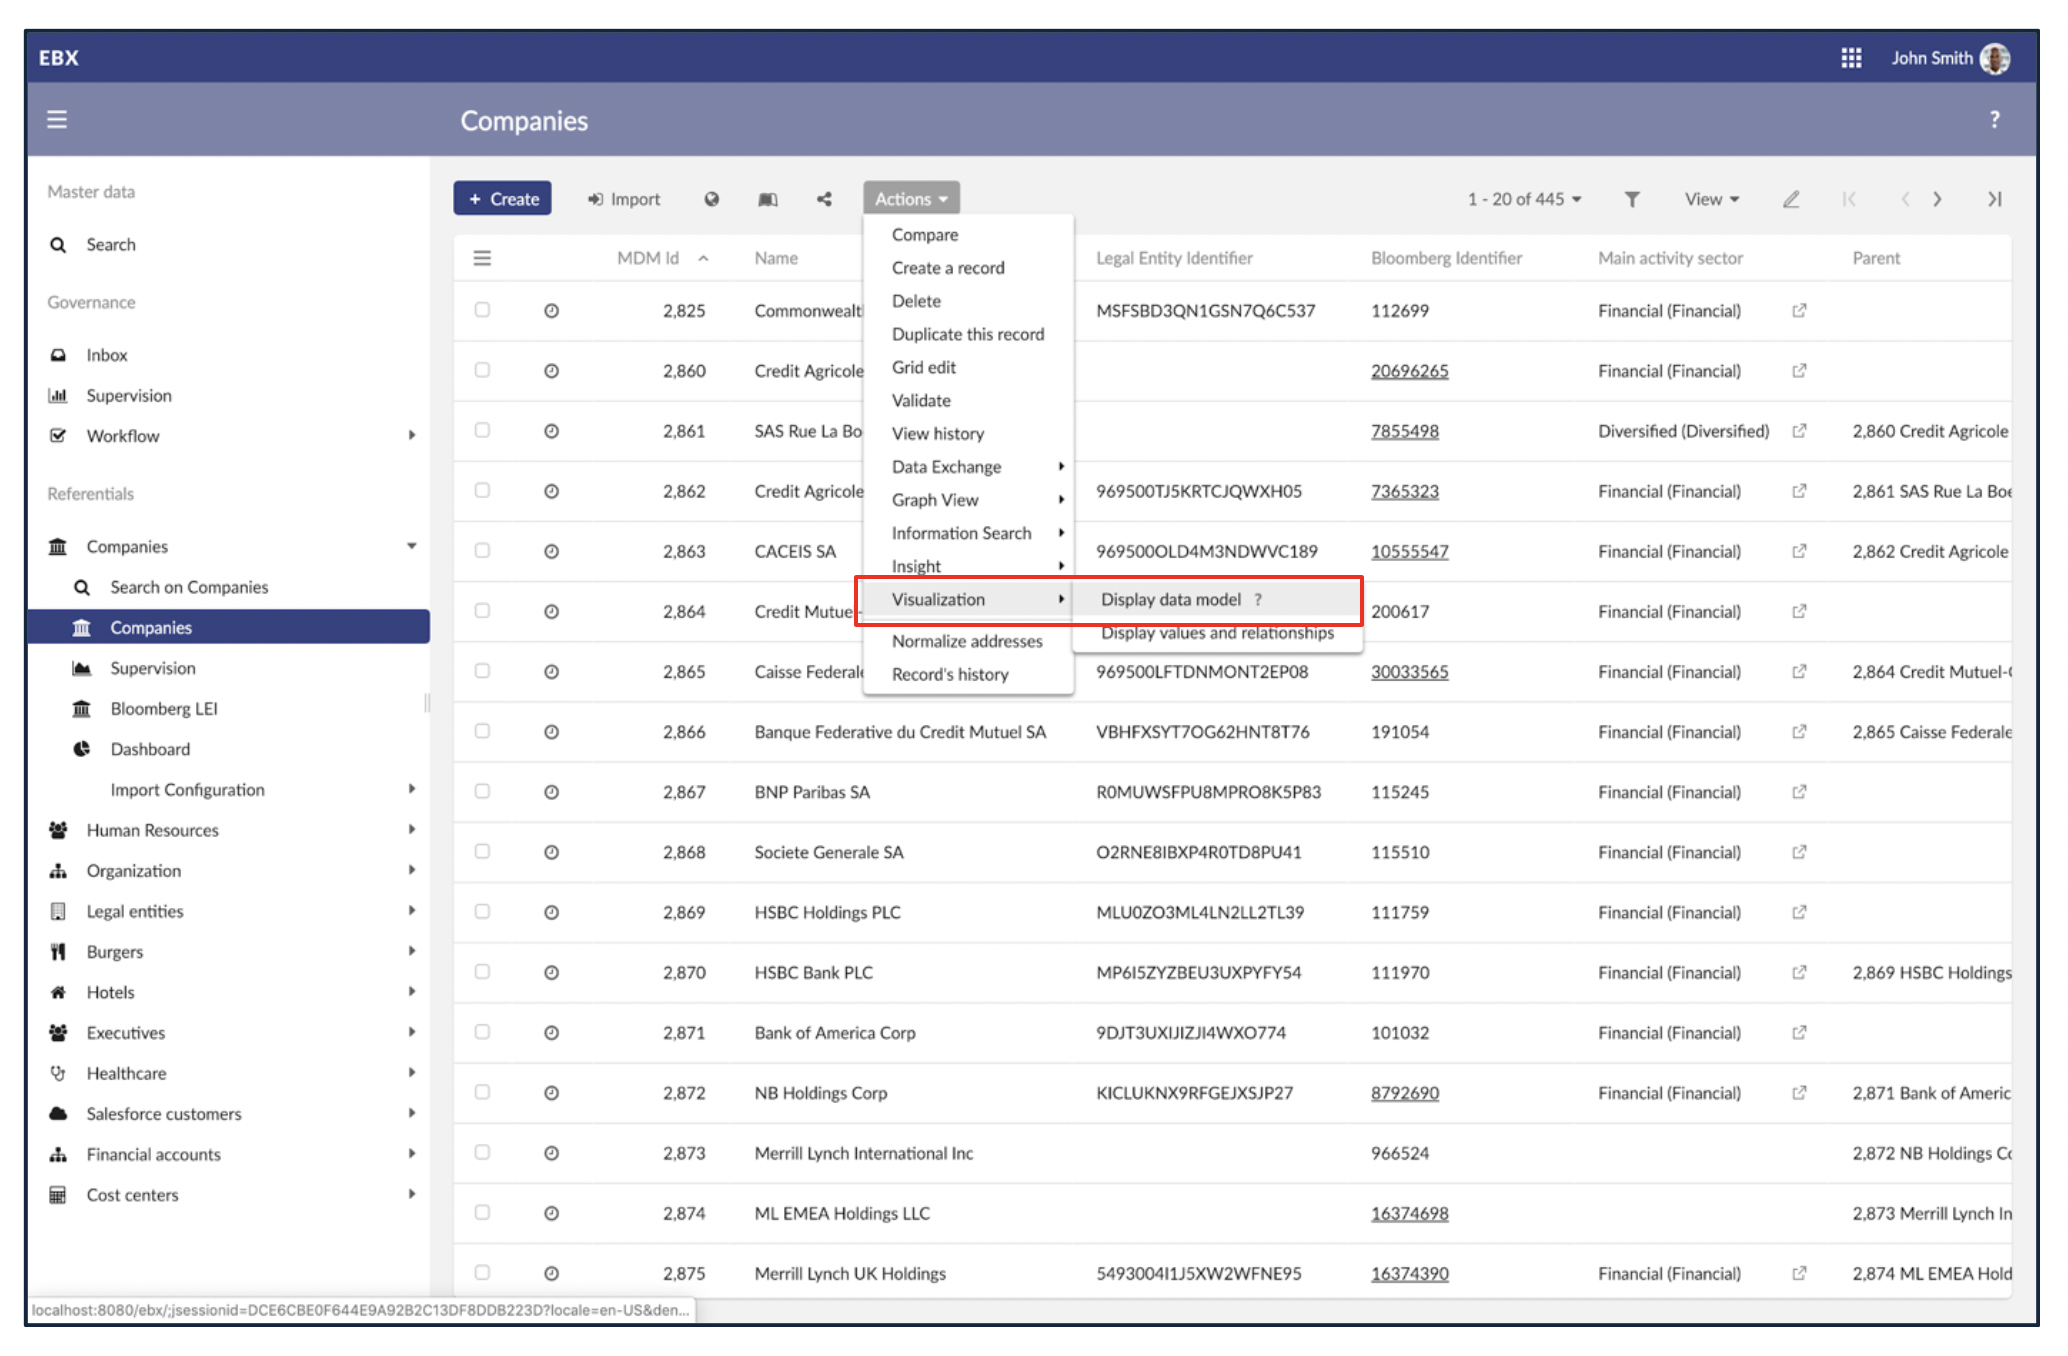 EBX
John Smith
Companies
?
Master data
Search
Governance
Inbox
Supervision
Workflow
Referentials
Companies
Search on Companies
Companies
Supervision
Bloomberg LEI
Dashboard
Import Configuration
Human Resources
Organization
Legal entities
Burgers
Hotels
Executives
Healthcare
Salesforce customers
Financial accounts
Cost centers
+ Create Import Actions 1 - 20 of 445 View
Compare
Create a record
Delete
Duplicate this record
Grid edit
Validate
View history
Data Exchange
Graph View
Information Search
Insight
Visualization
Normalize addresses
Record's history
Display data model ?
Display values and relationships
MDM Id Name Legal Entity Identifier Bloomberg Identifier Main activity sector Parent
2,825 Commonwealt MSFSBD3QN1GSN7Q6C537 112699 Financial (Financial)
2,860 Credit Agricole 20696265 Financial (Financial)
2,861 SAS Rue La Bo 7855498 Diversified (Diversified) 2,860 Credit Agricole
2,862 Credit Agricole 969500TJ5KRTCJQWXH05 7365323 Financial (Financial) 2,861 SAS Rue La Boe
2,863 CACEIS SA 969500OLD4M3NDWVC189 10555547 Financial (Financial) 2,862 Credit Agricole
2,864 Credit Mutue 200617 Financial (Financial)
2,865 Caisse Federale 969500LFTDNMONT2EP08 30033565 Financial (Financial) 2,864 Credit Mutuel-
2,866 Banque Federative du Credit Mutuel SA VBHFXSYT7OG62HNT8T76 191054 Financial (Financial) 2,865 Caisse Federale
2,867 BNP Paribas SA R0MUWSFPU8MPRO8K5P83 115245 Financial (Financial)
2,868 Societe Generale SA O2RNE8IBXP4R0TD8PU41 115510 Financial (Financial)
2,869 HSBC Holdings PLC MLU0ZO3ML4LN2LL2TL39 111759 Financial (Financial)
2,870 HSBC Bank PLC MP6I5ZYZBEU3UXPYFY54 111970 Financial (Financial) 2,869 HSBC Holdings
2,871 Bank of America Corp 9DJT3UXIJIZJI4WXO774 101032 Financial (Financial)
2,872 NB Holdings Corp KICLUKNX9RFGEJXSJP27 8792690 Financial (Financial) 2,871 Bank of Americ
2,873 Merrill Lynch International Inc 966524 2,872 NB Holdings Co
2,874 ML EMEA Holdings LLC 16374698 2,873 Merrill Lynch In
2,875 Merrill Lynch UK Holdings 5493004I1J5XW2WFNE95 16374390 Financial (Financial) 2,874 ML EMEA Hold
localhost:8080/ebx/;jsessionid=DCE6CBE0F644E9A92B2C13DF8DDB223D?locale=en-US&den...